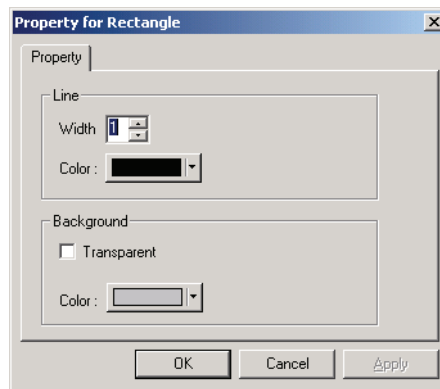 Property for Rectangle
Property
Line
Width 1
Color :
Background
Transparent
Color :
OK Cancel Apply